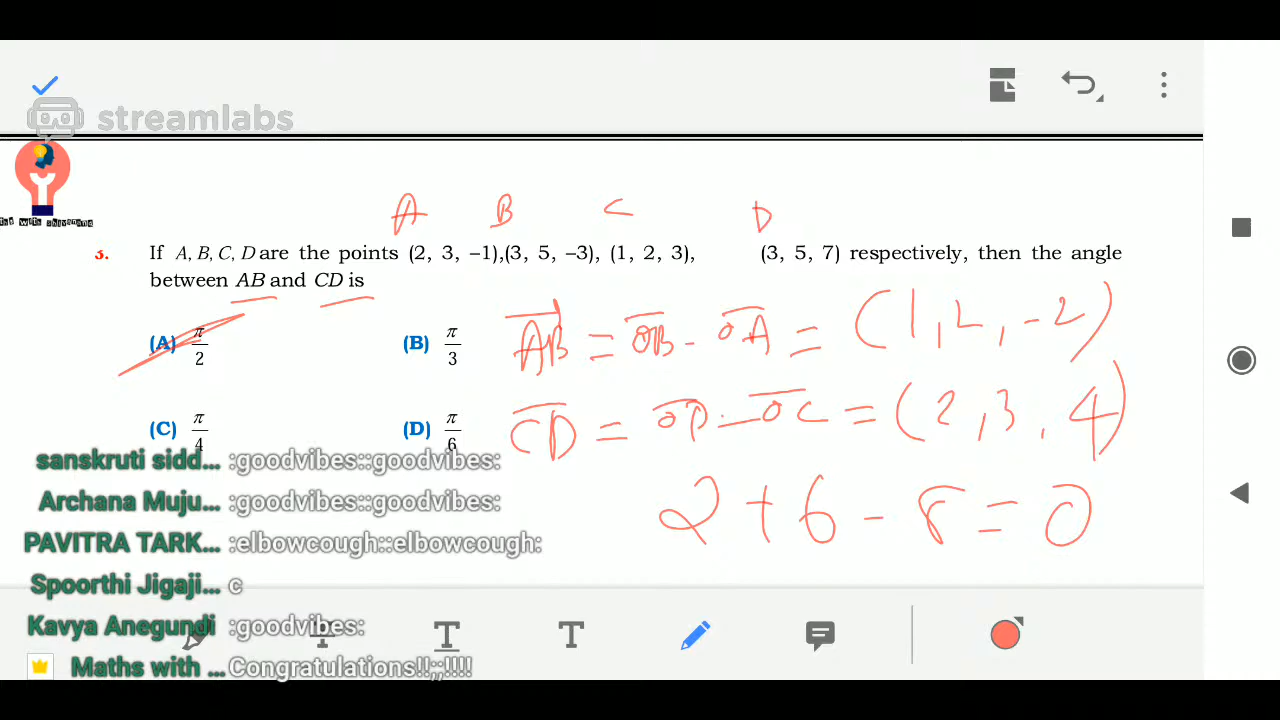 streamlabs
A B C D
5. If A, B, C, D are the points (2, 3, –1),(3, 5, –3), (1, 2, 3), (3, 5, 7) respectively, then the angle
between AB and CD is
(A) π/2 (B) π/3
(C) π/4 (D) π/6
AB = OB - OA = (1, 2, -2)
CD = OD - OC = (2, 3, 4)
2 + 6 - 8 = 0
sanskruti sidd... :goodvibes::goodvibes:
Archana Muju... :goodvibes::goodvibes:
PAVITRA TARK... :elbowcough::elbowcough:
Spoorthi Jigaji... c
Kavya Anegundi :goodvibes:
Maths with ... Congratulations!!;;!!!!
T T T